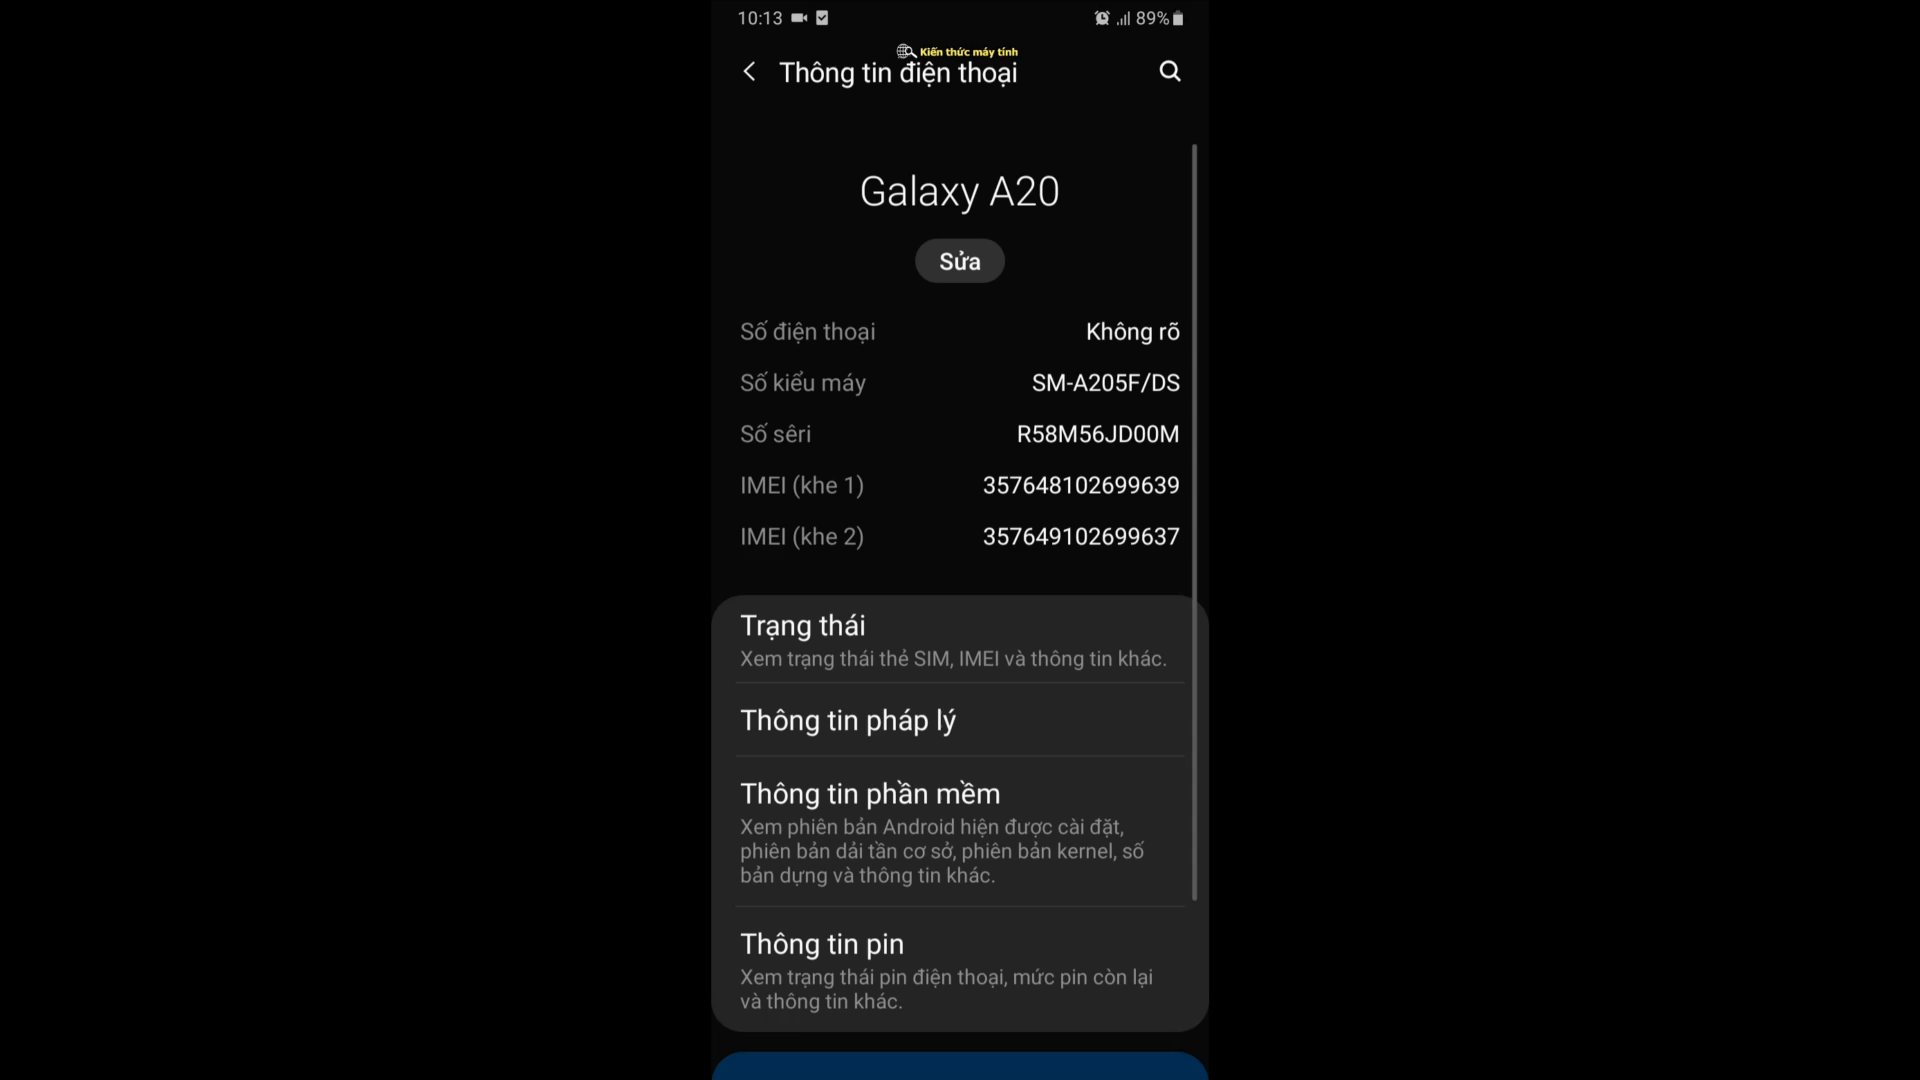 10:13
89%
Kiến thức máy tính
Thông tin điện thoại
Galaxy A20
Sửa
Số điện thoại Không rõ
Số kiểu máy SM-A205F/DS
Số sêri R58M56JD00M
IMEI (khe 1) 357648102699639
IMEI (khe 2) 357649102699637
Trạng thái
Xem trạng thái thẻ SIM, IMEI và thông tin khác.
Thông tin pháp lý
Thông tin phần mềm
Xem phiên bản Android hiện được cài đặt,
phiên bản dải tần cơ sở, phiên bản kernel, số
bản dựng và thông tin khác.
Thông tin pin
Xem trạng thái pin điện thoại, mức pin còn lại
và thông tin khác.